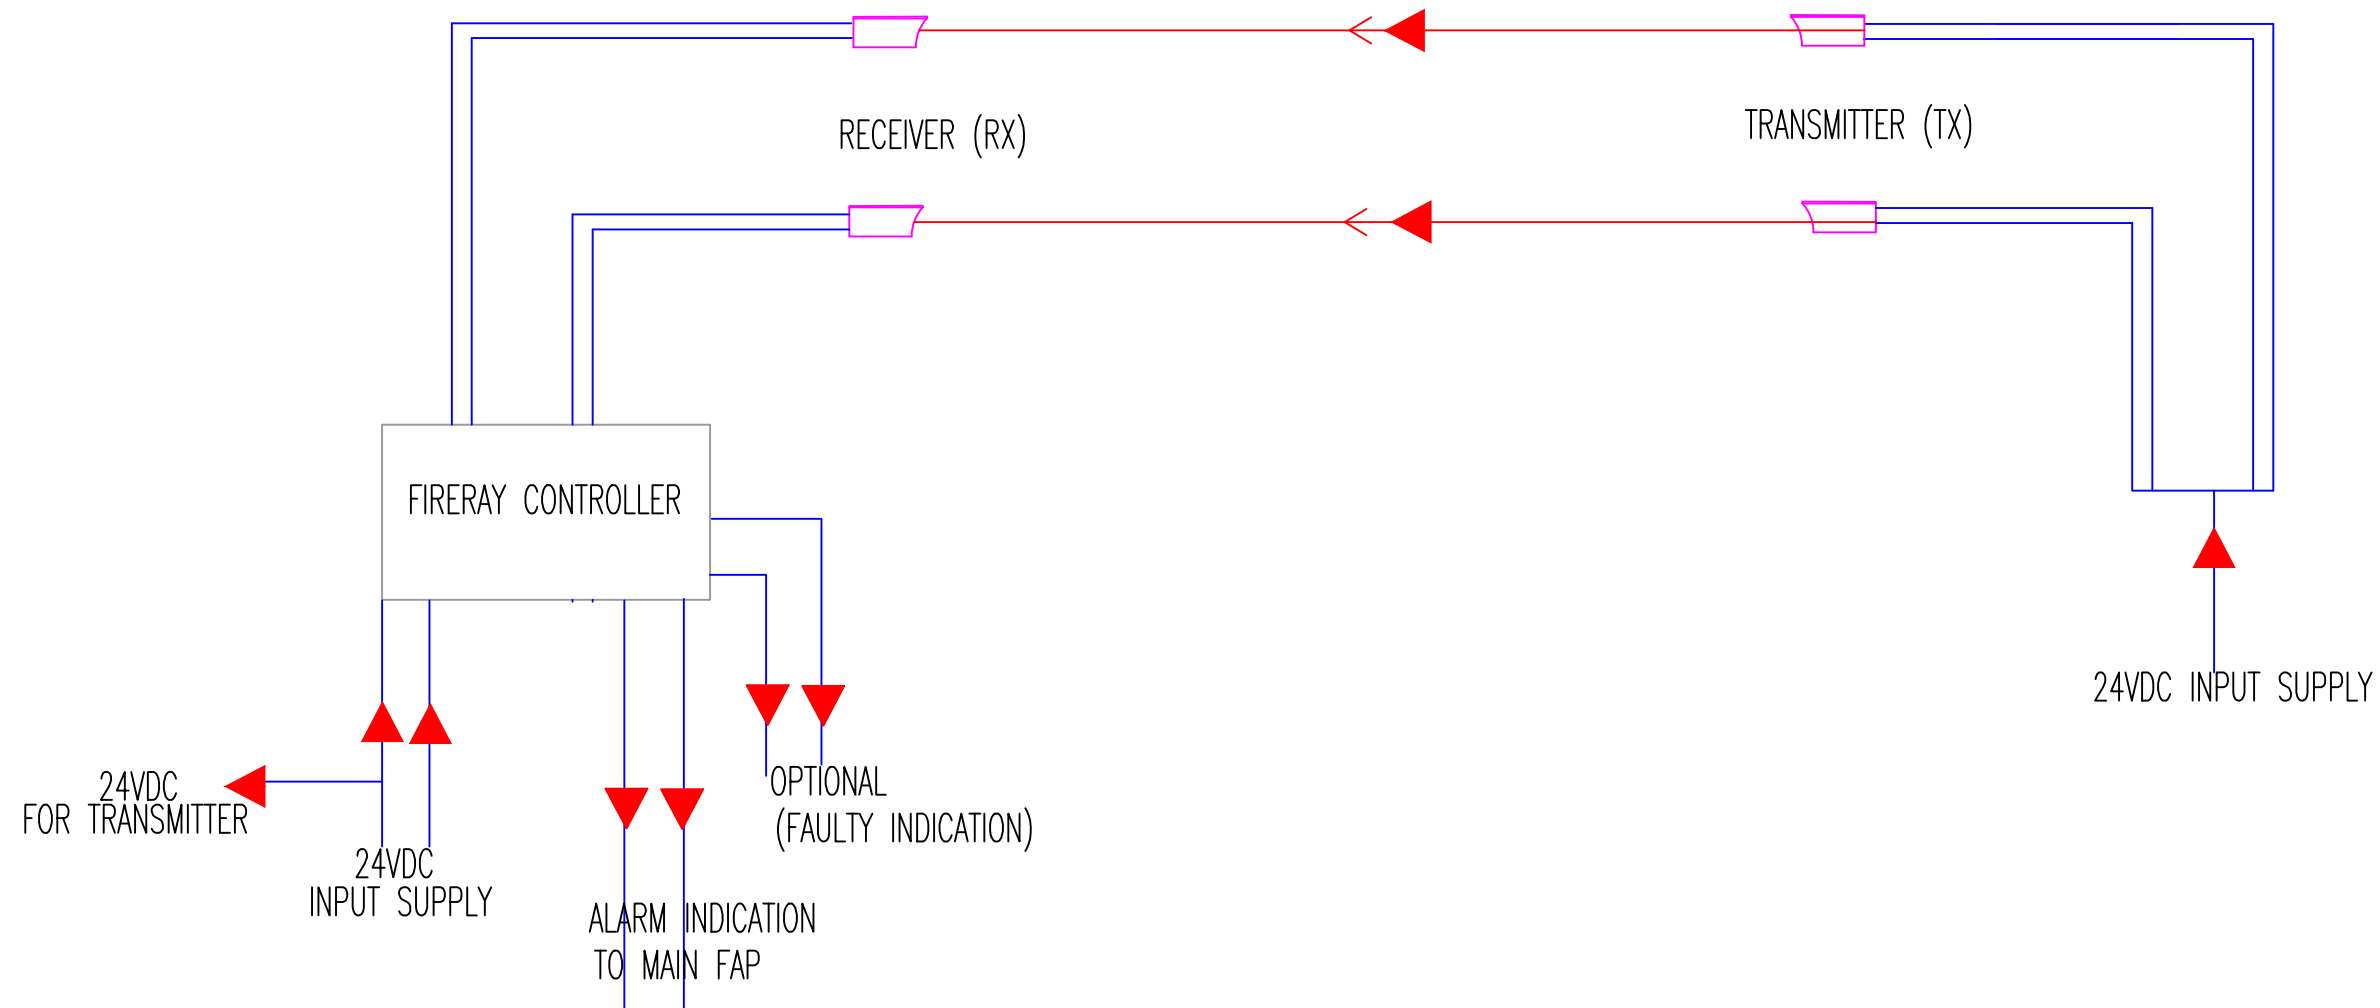 RECEIVER (RX)
TRANSMITTER (TX)
FIRERAY CONTROLLER
24VDC INPUT SUPPLY
24VDC
FOR TRANSMITTER
24VDC
INPUT SUPPLY
OPTIONAL
(FAULTY INDICATION)
ALARM INDICATION
TO MAIN FAP